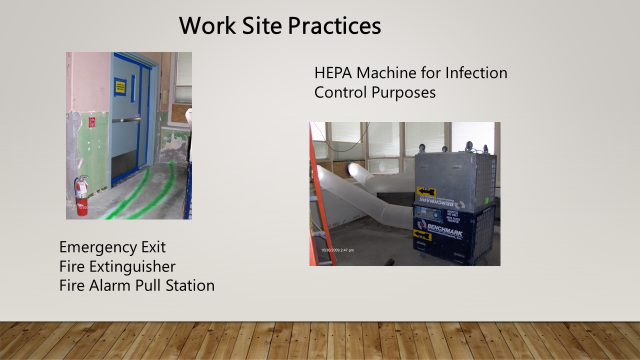 Work Site Practices
HEPA Machine for Infection
Control Purposes
BENCHMARK
BENCHMARK
Emergency Exit
Fire Extinguisher
Fire Alarm Pull Station